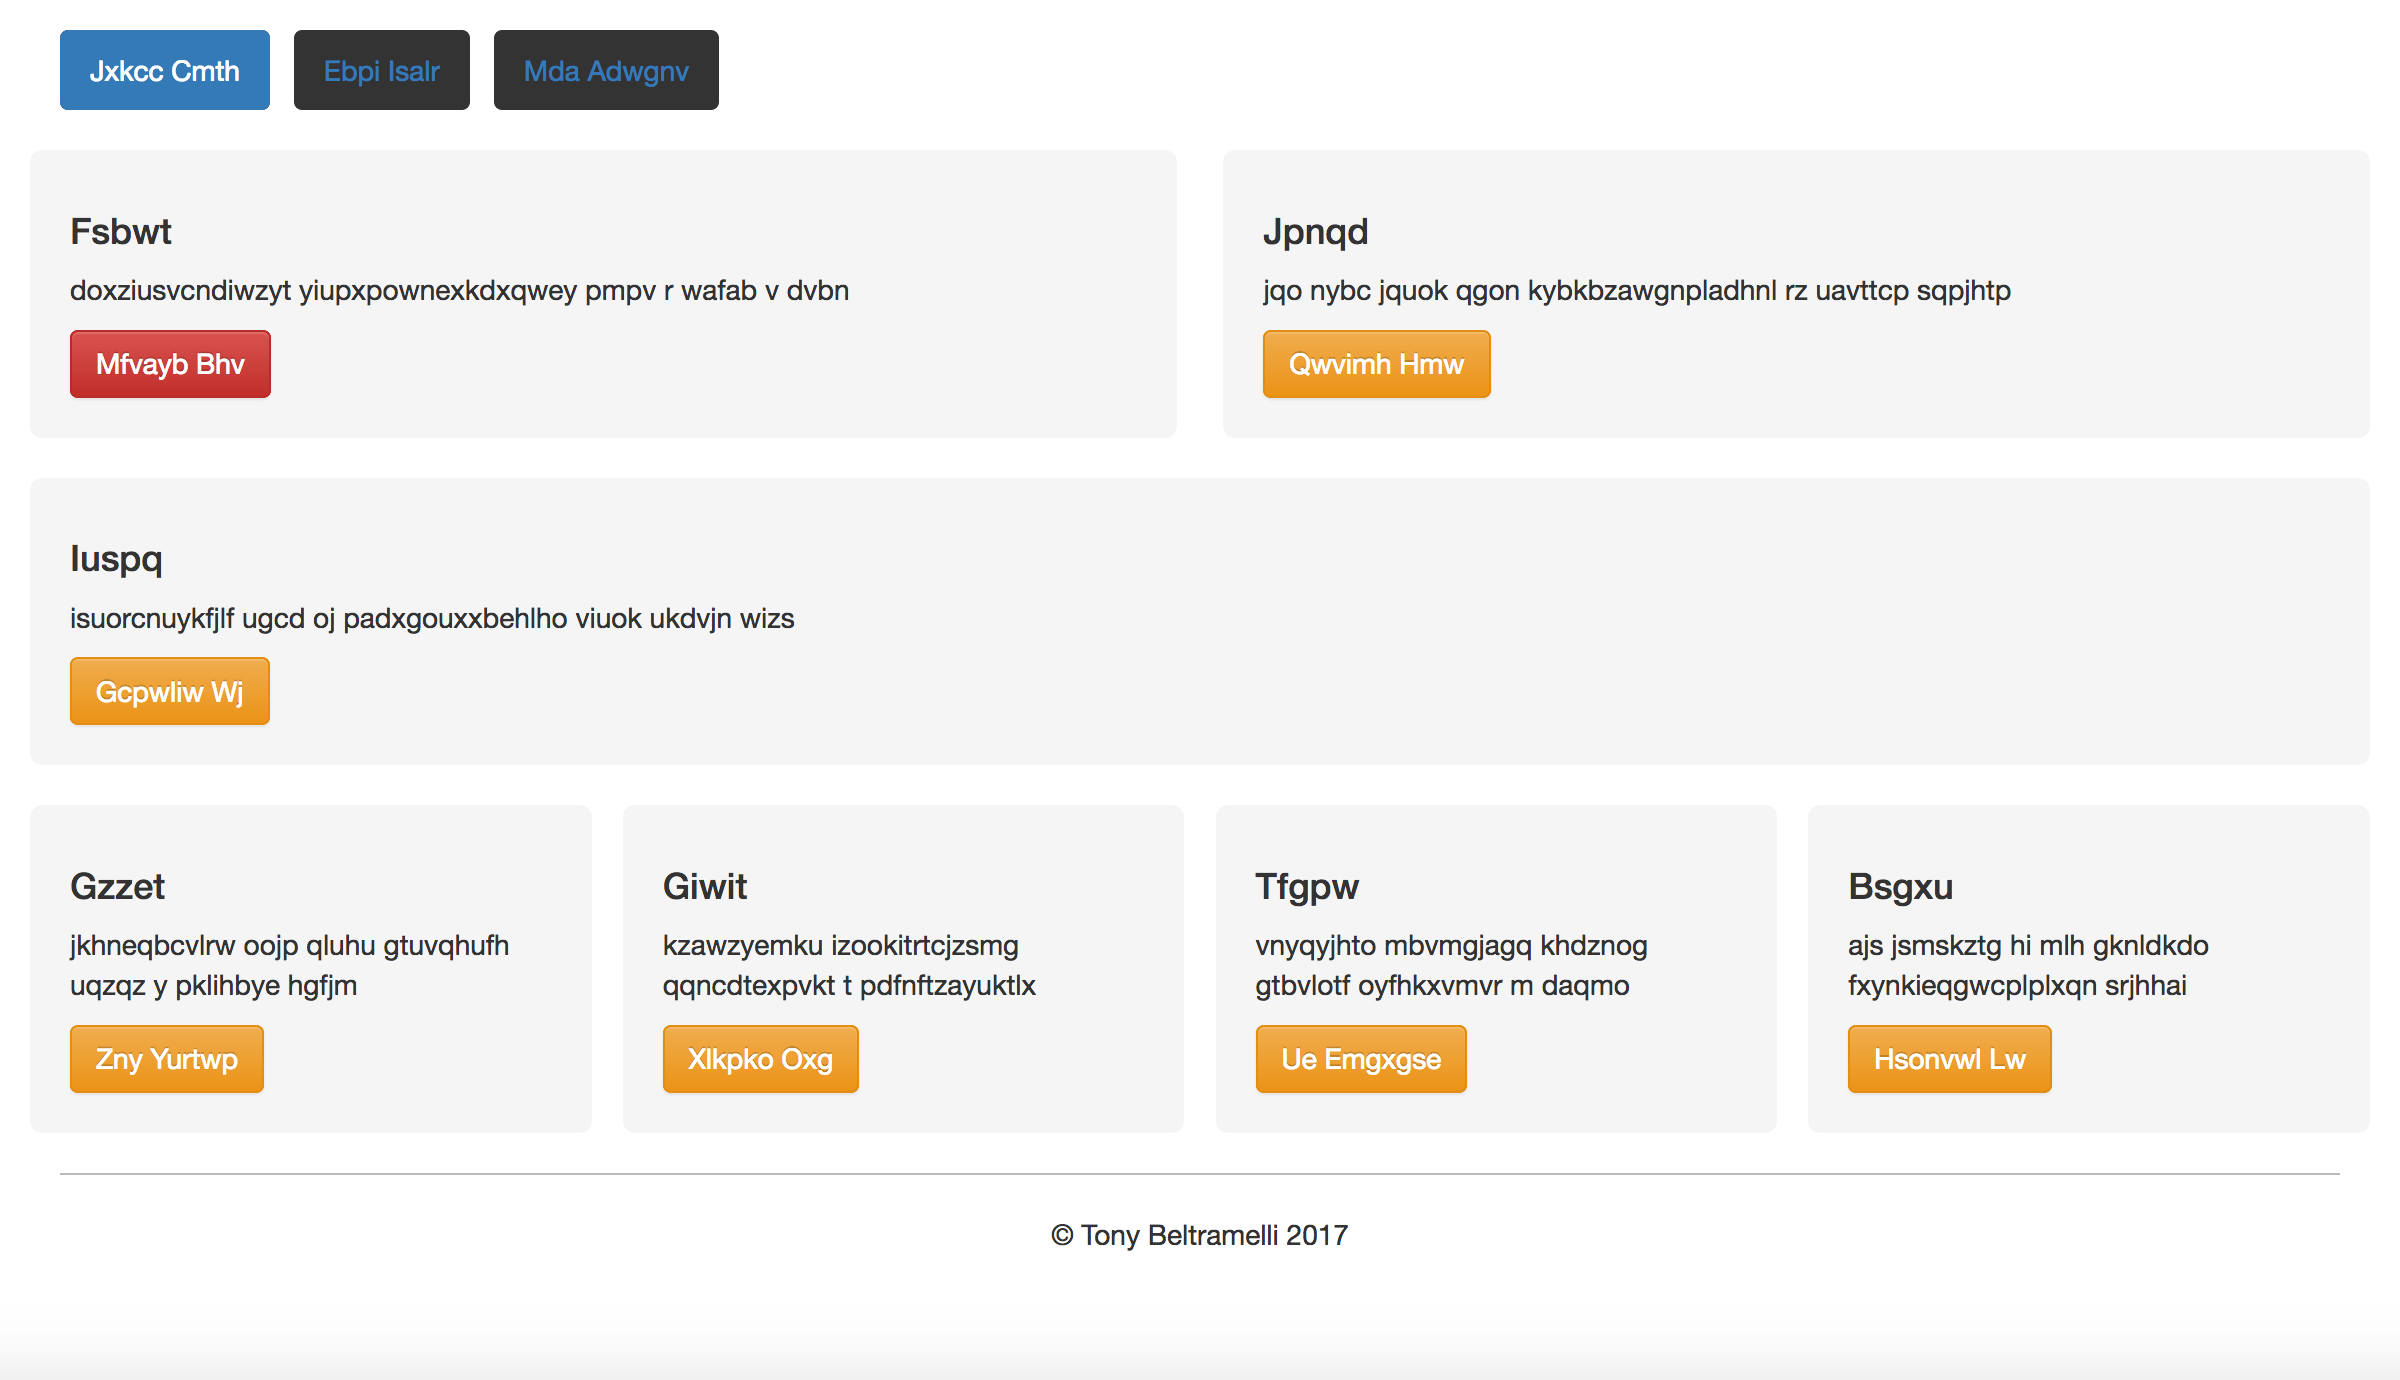 Jxkcc Cmth Ebpi Isalr Mda Adwgnv
Fsbwt
doxziusvcndiwzyt yiupxpownexkdxqwey pmpv r wafab v dvbn
Mfvayb Bhv
Jpnqd
jqo nybc jquok qgon kybkbzawgnpladhnl rz uavttcp sqpjhtp
Qwvimh Hmw
Iuspq
isuorcnuykfjlf ugcd oj padxgouxxbehlho viuok ukdvjn wizs
Gcpwliw Wj
Gzzet
jkhneqbcvlrw oojp qluhu gtuvqhufh
uqzqz y pklihbye hgfjm
Zny Yurtwp
Giwit
kzawzyemku izookitrtcjzsmg
qqncdtexpvkt t pdfnftzayuktlx
Xlkpko Oxg
Tfgpw
vnyqyjhto mbvmgjagq khdznog
gtbvlotf oyfhkxvmvr m daqmo
Ue Emgxgse
Bsgxu
ajs jsmskztg hi mlh gknldkdo
fxynkieqgwcplplxqn srjhhai
Hsonvwl Lw
© Tony Beltramelli 2017